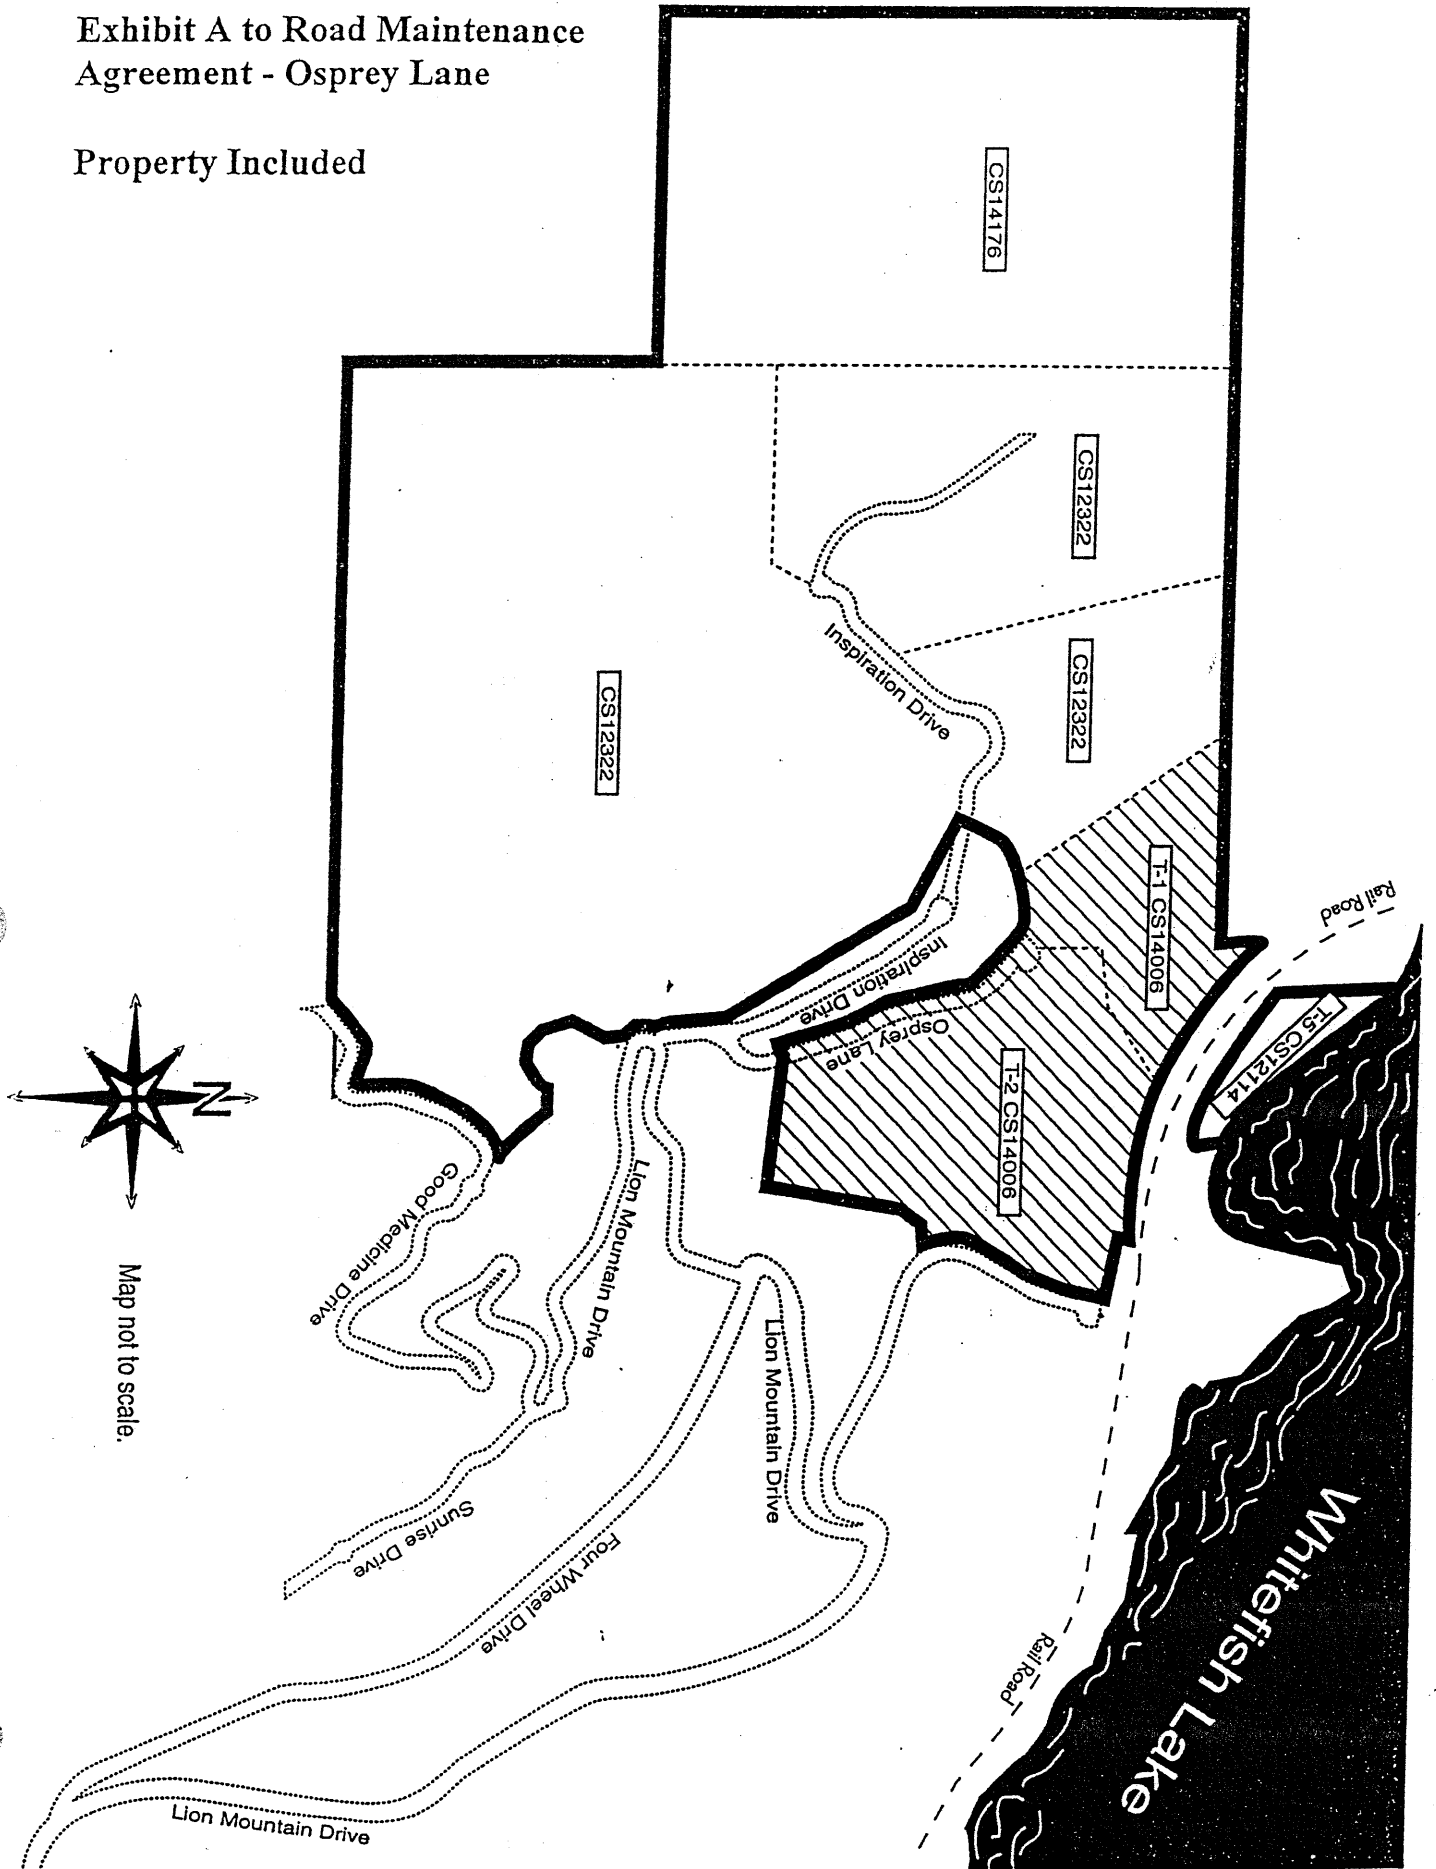 Exhibit A to Road Maintenance
Agreement - Osprey Lane
Property Included
CS14176
CS12322
CS12322
CS12322
Inspiration Drive
T-1 CS14006
Rail Road
T-5 CS12114
Inspiration Drive
Osprey Lane
T-2 CS14006
N
Good Medicine Drive
Lion Mountain Drive
Lion Mountain Drive
Map not to scale.
Sunrise Drive
Four Wheel Drive
Whitefish Lake
Rail Road
Lion Mountain Drive